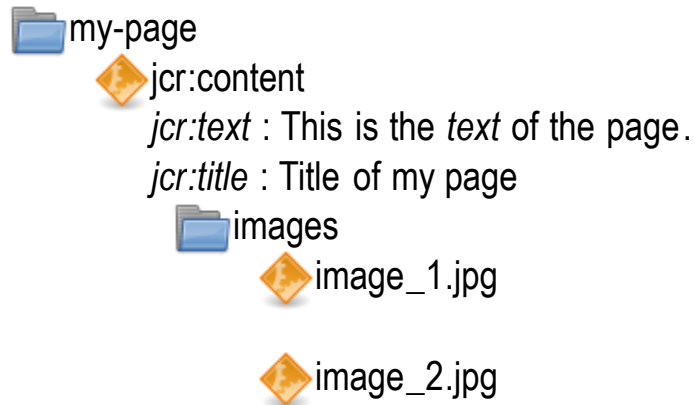 my-page
jcr:content
jcr:text : This is the text of the page.
jcr:title : Title of my page
images
image_1.jpg
image_2.jpg